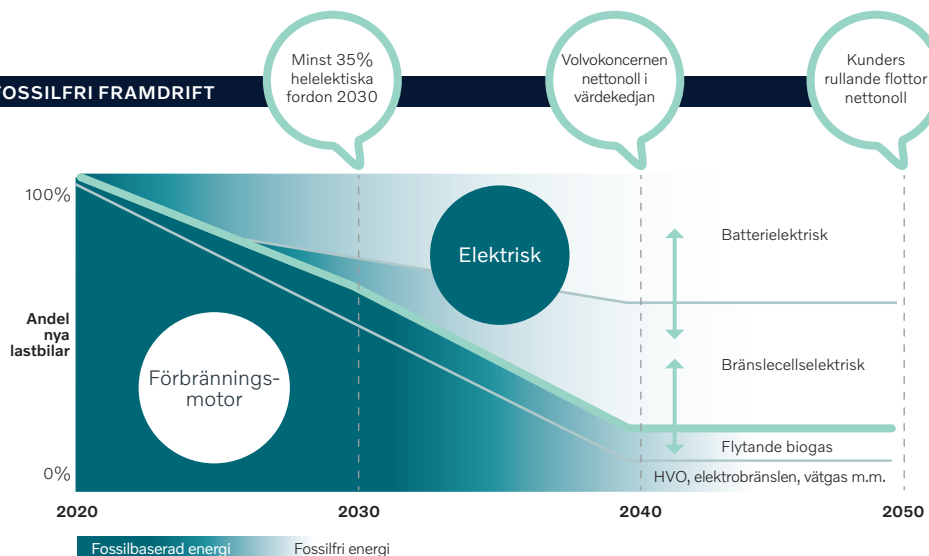 Minst 35%
helelektiska
fordon 2030
Volvokoncernen
nettonoll i
värdekedjan
Kunders
rullande flottor
nettonoll
FOSSILFRI FRAMDRIFT
100%
Elektrisk
Batterielektrisk
Andel
nya
lastbilar
Förbrännings-
motor
Bränslecellselektrisk
Flytande biogas
0%
HVO, elektrobränslen, vätgas m.m.
2020
2030
2040
2050
Fossilbaserad energi
Fossilfri energi